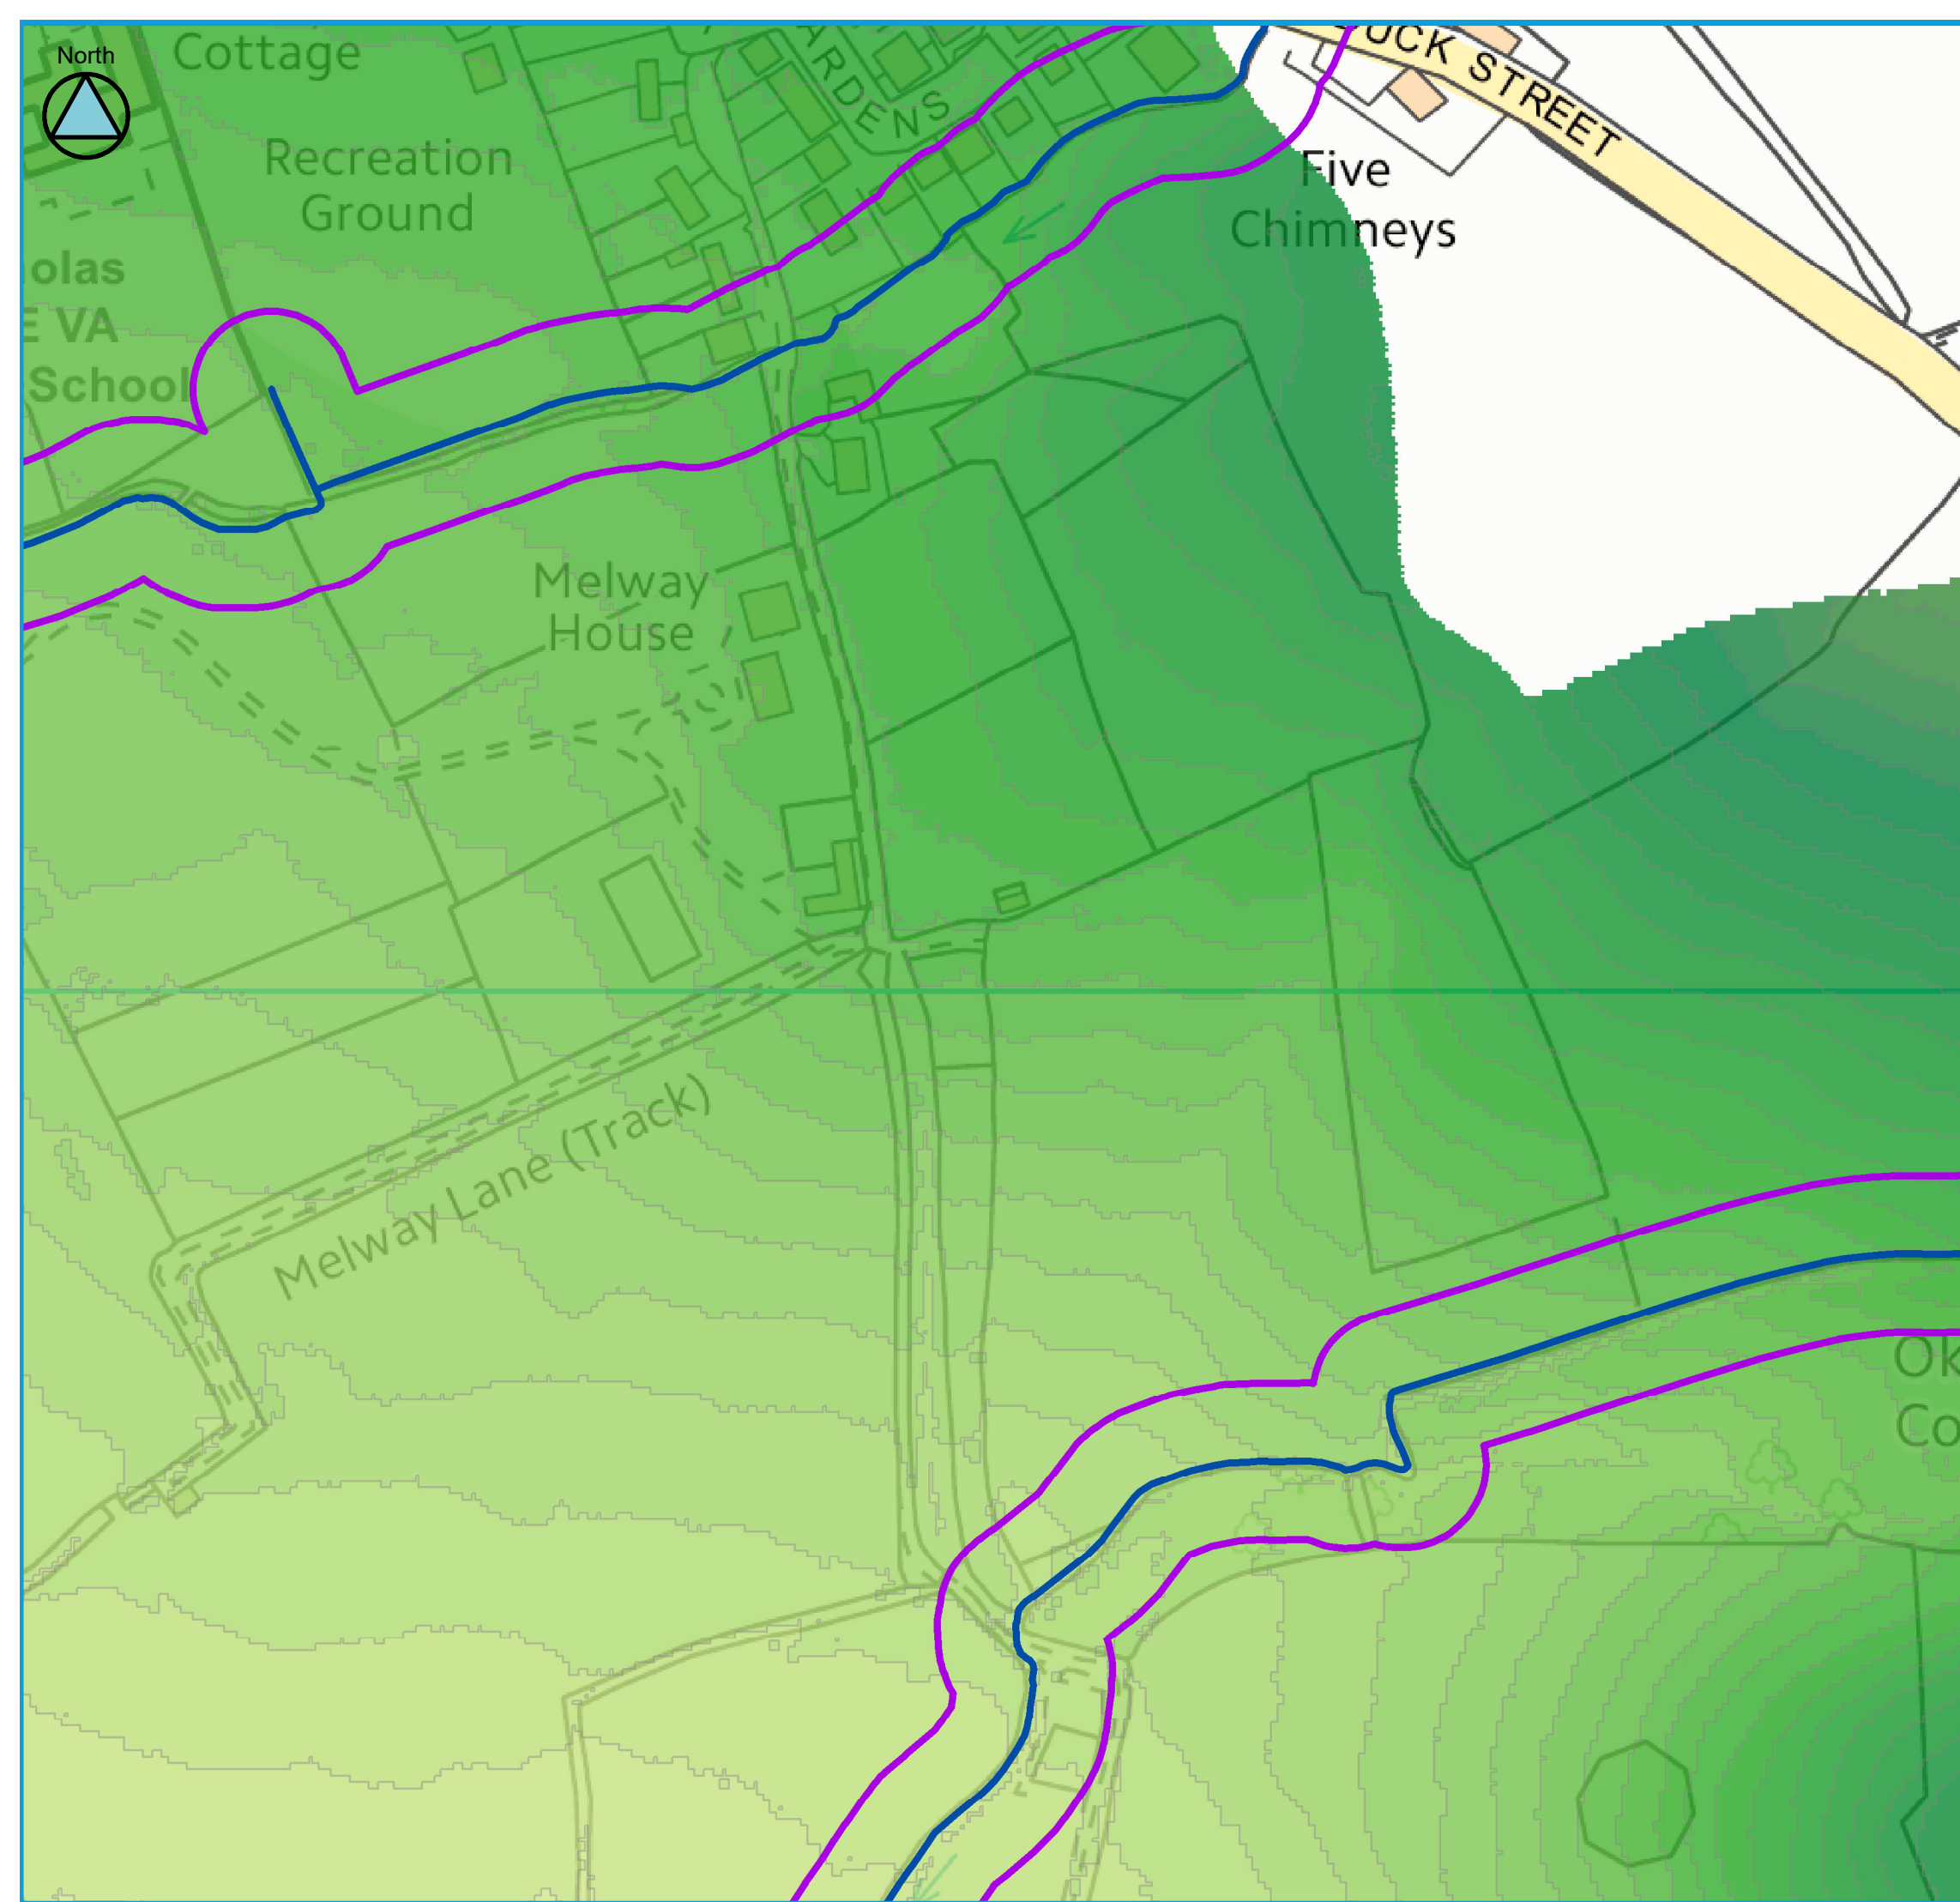 North
Cottage
ARDENS
UCK STREET
Recreation
Ground
Five
Chimneys
olas
E VA
School
Melway
House
Melway Lane (Track)
Ok
Co